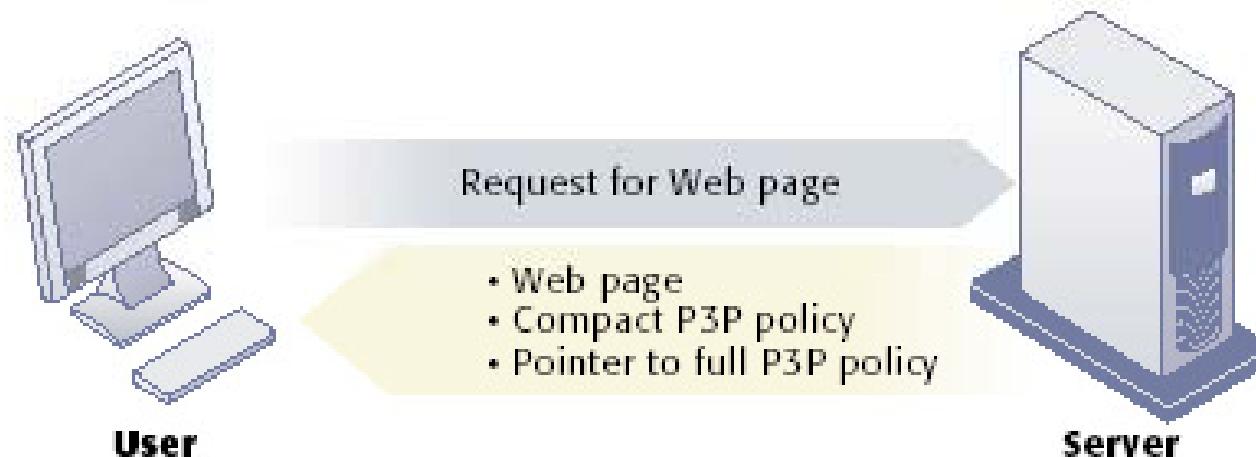 Request for Web page
• Web page
• Compact P3P policy
• Pointer to full P3P policy
User
Server